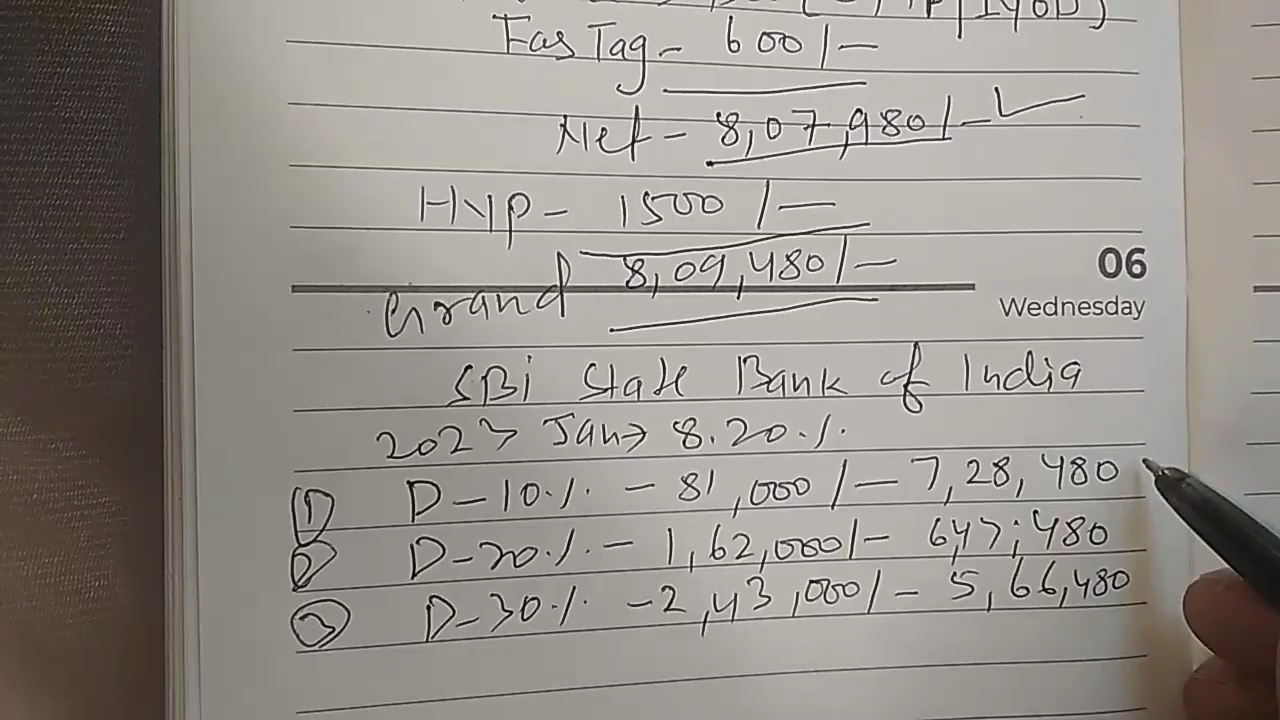 FasTag - 600/-
Net - 8,07,980/-
HYP - 1500/-
Grand 8,09,480/-
06
Wednesday
SBi State Bank of India
2023 Jan → 8.20%.
① D-10%. - 81,000/- 7,28,480
② D-20%. - 1,62,000/- 6,47,480
③ D-30%. - 2,43,000/- 5,66,480